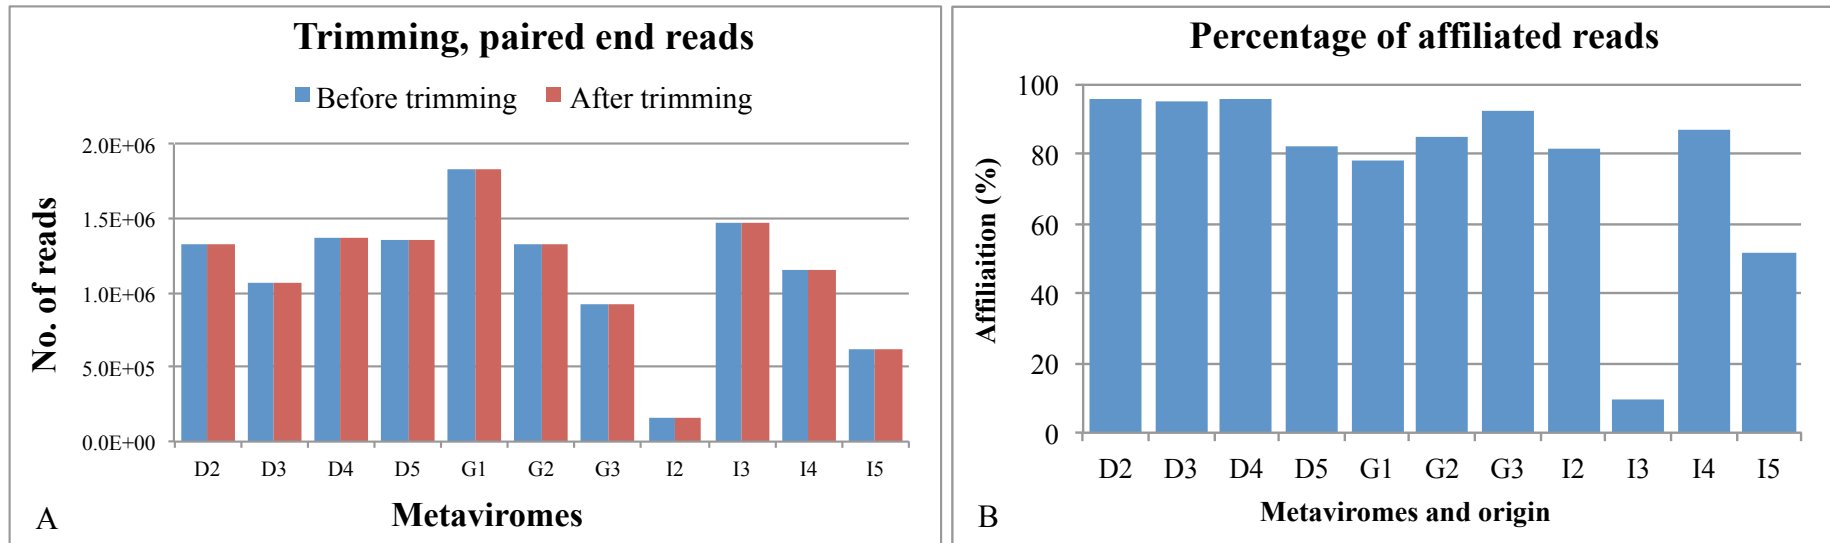 Trimming, paired end reads
Before trimming After trimming
2.0E+06
1.5E+06
1.0E+06
5.0E+05
0.0E+00
No. of reads
D2 D3 D4 D5 G1 G2 G3 I2 I3 I4 I5
Metaviromes
A
Percentage of affiliated reads
100
80
60
40
20
0
Affiliaition (%)
D2 D3 D4 D5 G1 G2 G3 I2 I3 I4 I5
Metaviromes and origin
B